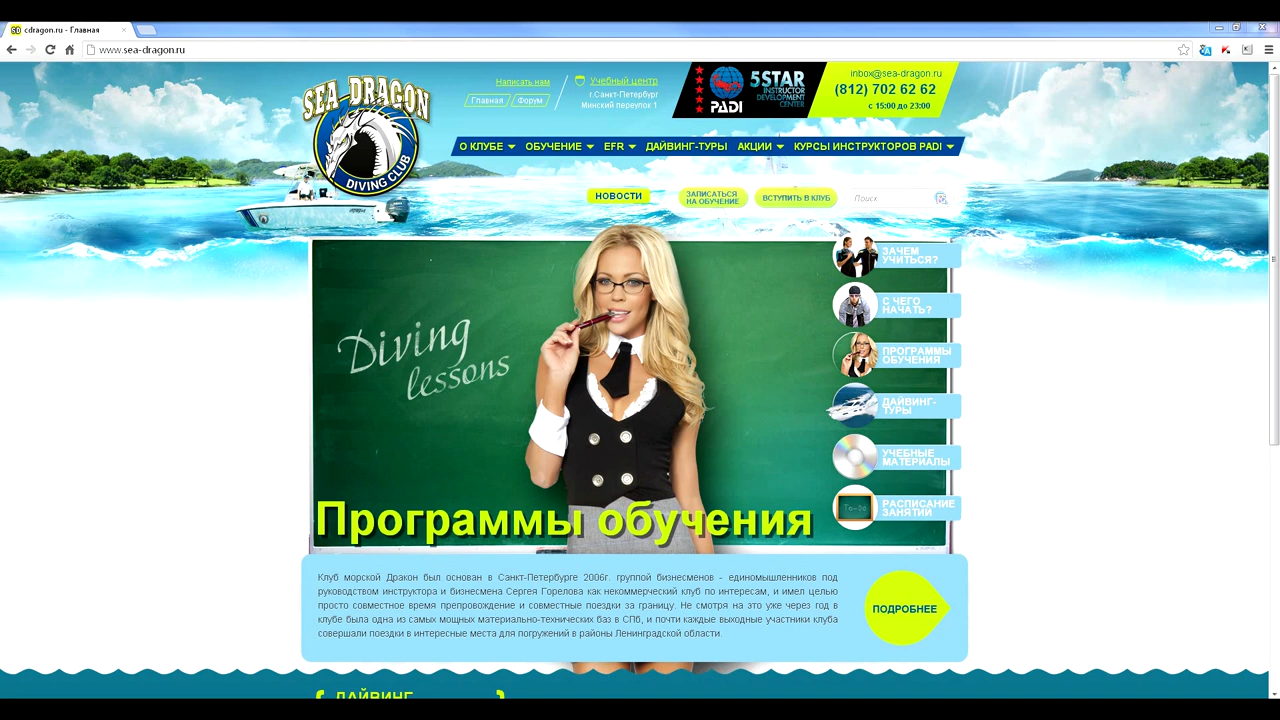 cdragon.ru - Главная
www.sea-dragon.ru
SEA DRAGON
DIVING CLUB
Написать нам
Главная
Форум
Учебный центр
г.Санкт-Петербург
Минский переулок 1
PADI
5STAR
INSTRUCTOR
DEVELOPMENT
CENTER
inbox@sea-dragon.ru
(812) 702 62 62
с 15:00 до 23:00
О КЛУБЕ
ОБУЧЕНИЕ
EFR
ДАЙВИНГ-ТУРЫ
АКЦИИ
КУРСЫ ИНСТРУКТОРОВ PADI
НОВОСТИ
ЗАПИСАТЬСЯ
НА ОБУЧЕНИЕ
ВСТУПИТЬ В КЛУБ
Поиск
Diving
lessons
ЗАЧЕМ
УЧИТЬСЯ?
С ЧЕГО
НАЧАТЬ?
ПРОГРАММЫ
ОБУЧЕНИЯ
ДАЙВИНГ-
ТУРЫ
УЧЕБНЫЕ
МАТЕРИАЛЫ
РАСПИСАНИЕ
ЗАНЯТИЙ
Программы обучения
Клуб морской Дракон был основан в Санкт-Петербурге 2006г. группой бизнесменов - единомышленников под
руководством инструктора и бизнесмена Сергея Горелова как некоммерческий клуб по интересам, и имел целью
просто совместное время препровождение и совместные поездки за границу. Не смотря на это уже через год в
клубе была одна из самых мощных материально-технических баз в СПб, и почти каждые выходные участники клуба
совершали поездки в интересные места для погружений в районы Ленинградской области.
ПОДРОБНЕЕ
ДАЙВИНГ